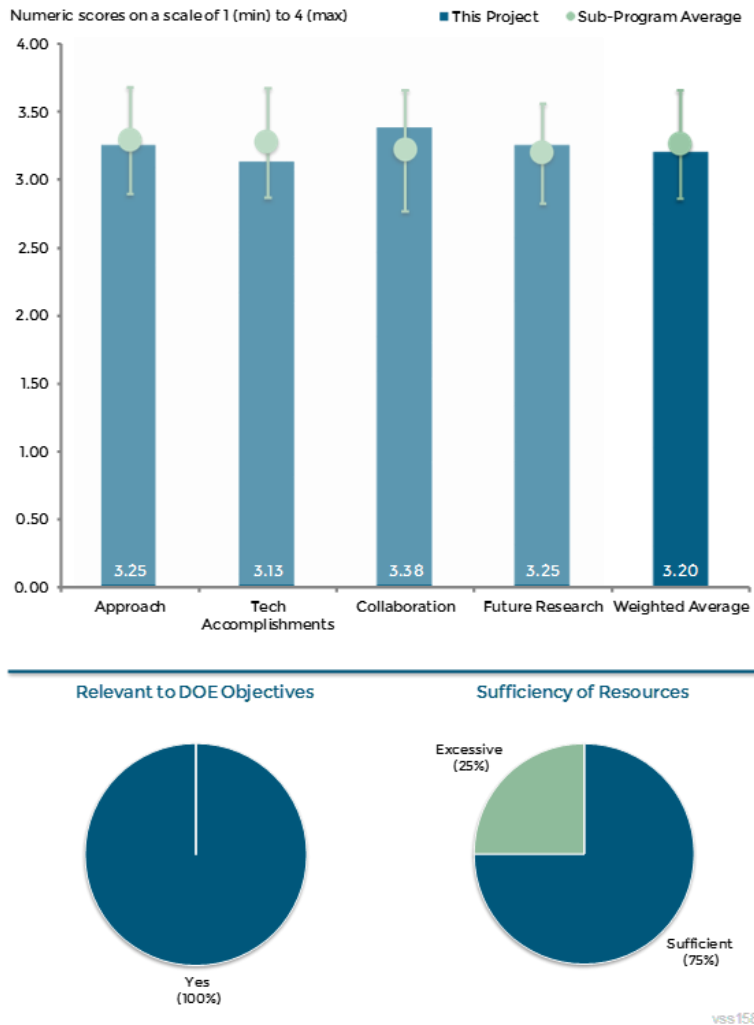 Numeric scores on a scale of 1 (min) to 4 (max)
This Project
Sub-Program Average
4.00
3.50
3.00
2.50
2.00
1.50
1.00
0.50
0.00
3.25
3.13
3.38
3.25
3.20
Approach
Tech
Accomplishments
Collaboration
Future Research
Weighted Average
Relevant to DOE Objectives
Sufficiency of Resources
Yes
(100%)
Excessive
(25%)
Sufficient
(75%)